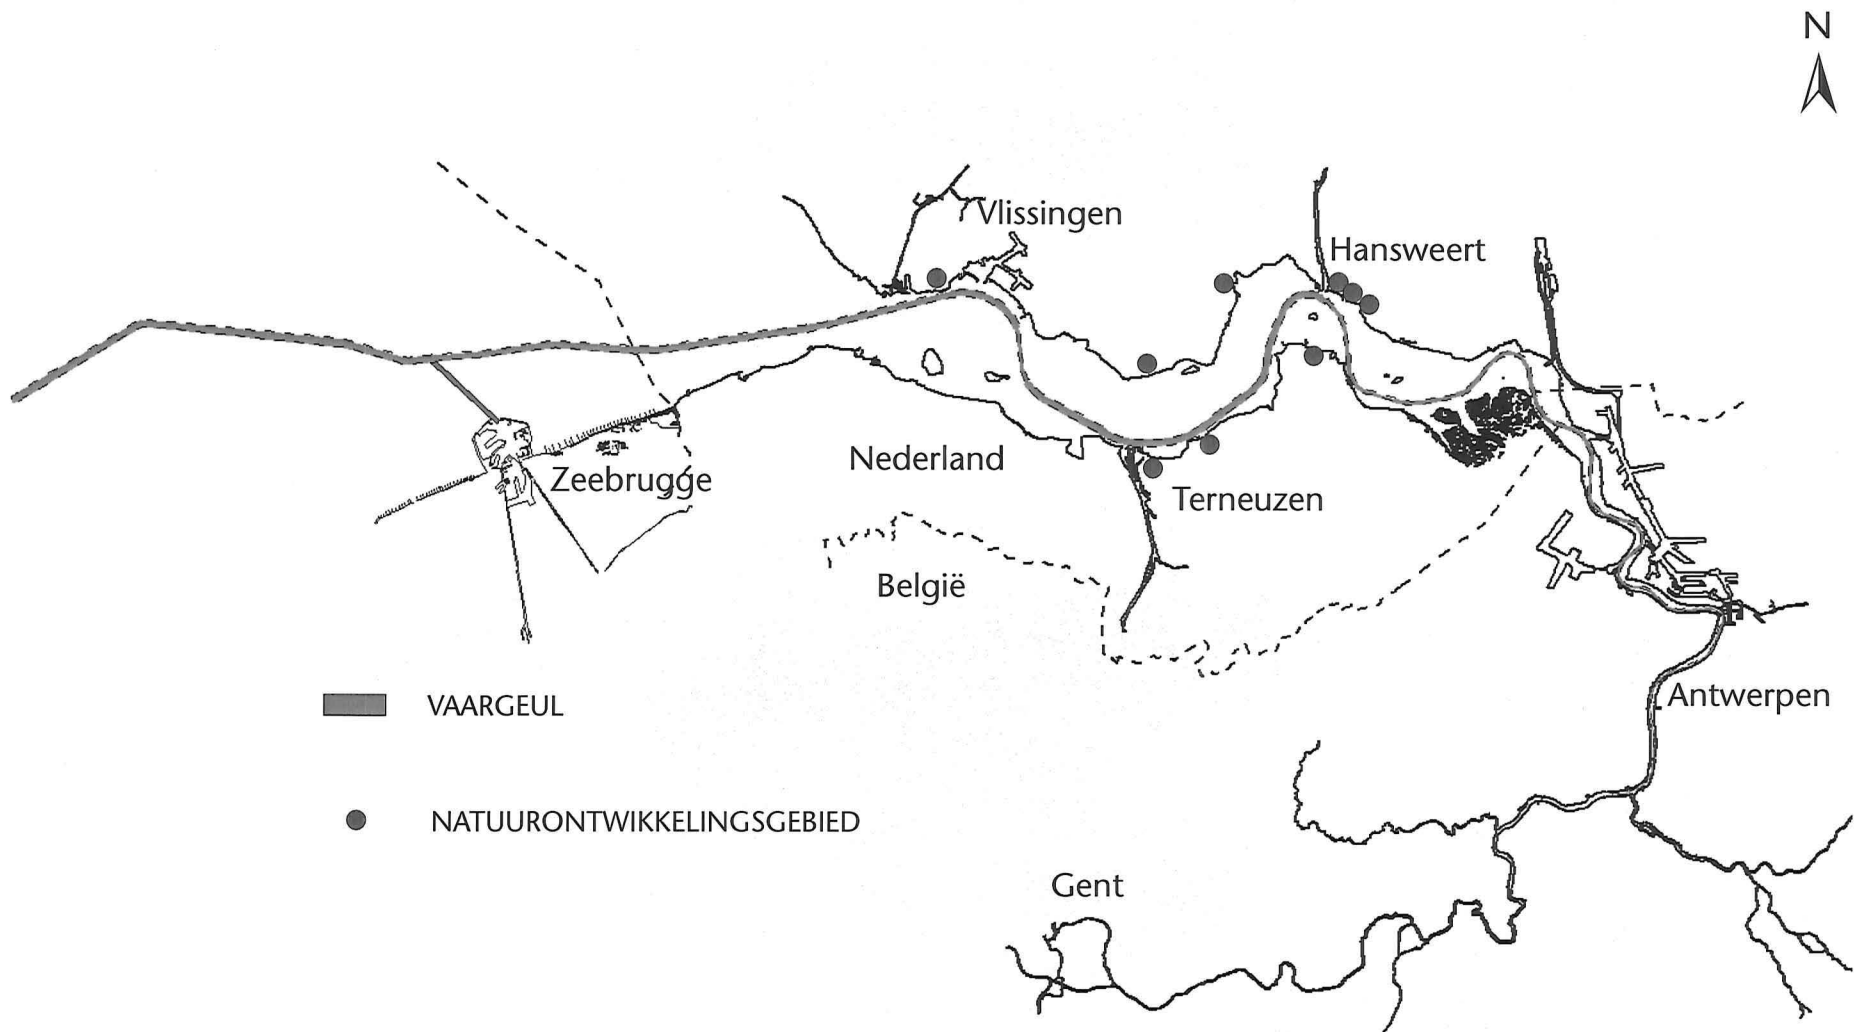 N
Vlissingen
Hansweert
Nederland
Zeebrugge
Terneuzen
België
VAARGEUL
Antwerpen
NATUURONTWIKKELINGSGEBIED
Gent